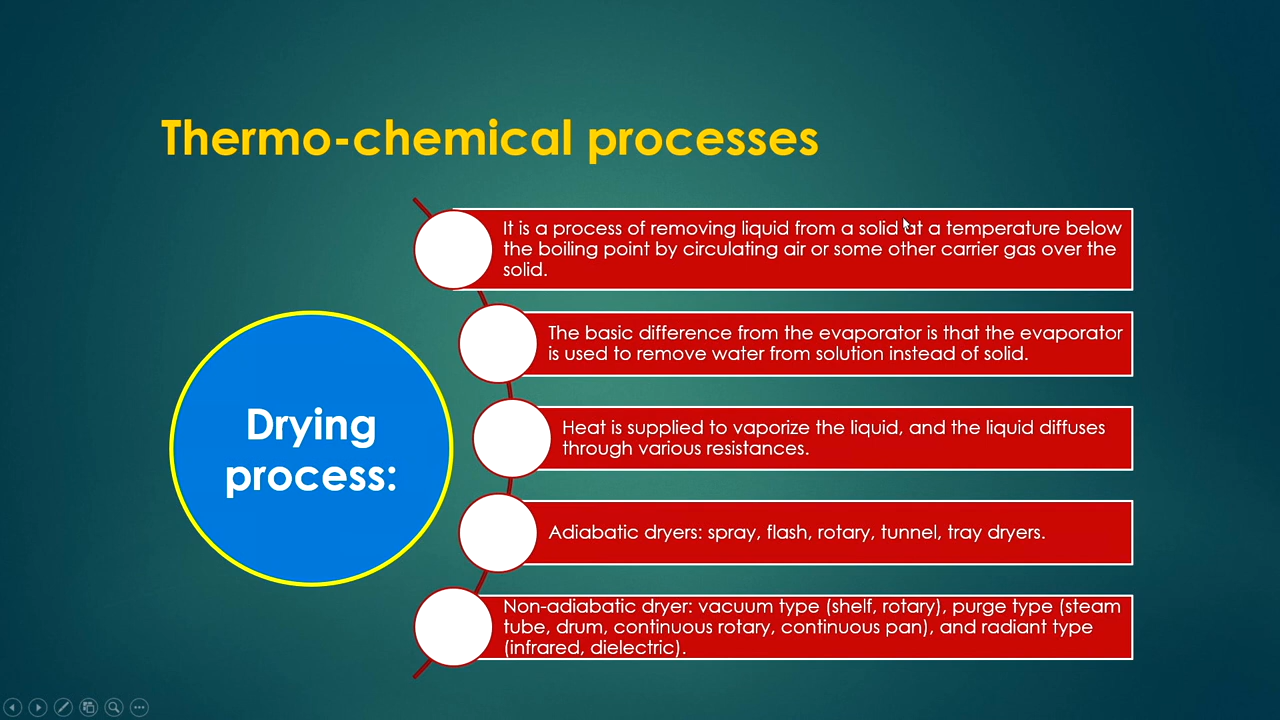 Thermo-chemical processes
It is a process of removing liquid from a solid at a temperature below
the boiling point by circulating air or some other carrier gas over the
solid.
The basic difference from the evaporator is that the evaporator
is used to remove water from solution instead of solid.
Drying
process:
Heat is supplied to vaporize the liquid, and the liquid diffuses
through various resistances.
Adiabatic dryers: spray, flash, rotary, tunnel, tray dryers.
Non-adiabatic dryer: vacuum type (shelf, rotary), purge type (steam
tube, drum, continuous rotary, continuous pan), and radiant type
(infrared, dielectric).